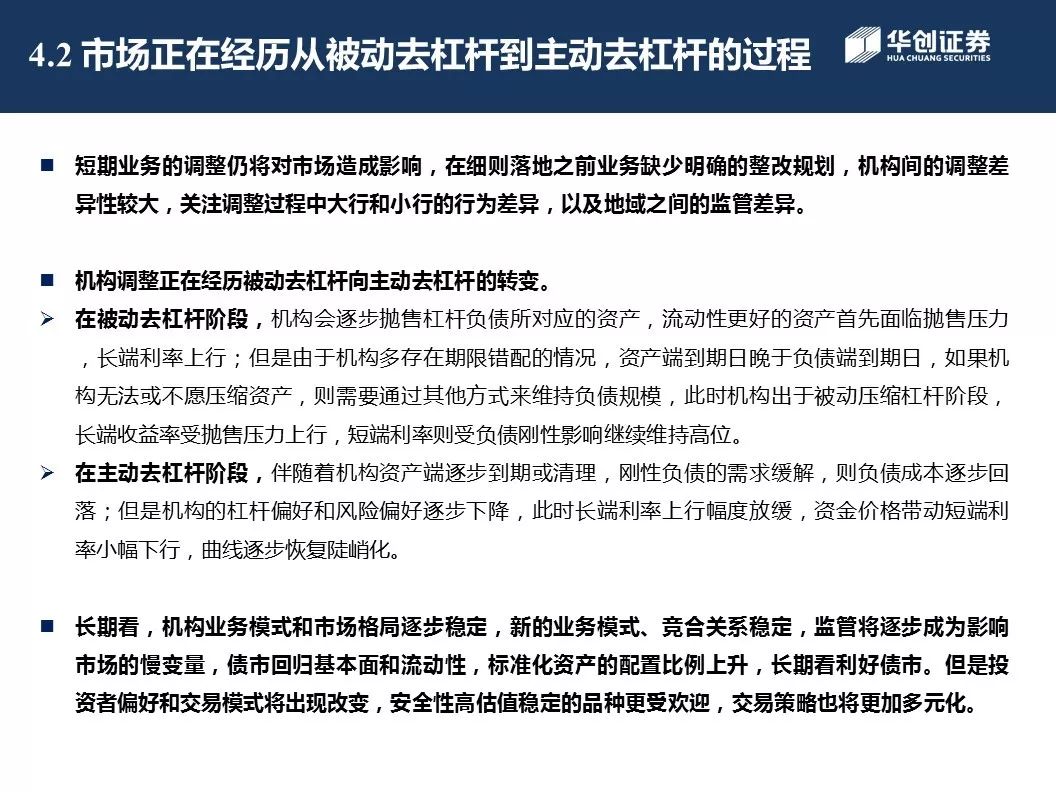 4.2 市场正在经历从被动去杠杆到主动去杠杆的过程
华创证券
HUA CHUANG SECURITIES
■ 短期业务的调整仍将对市场造成影响，在细则落地之前业务缺少明确的整改规划，机构间的调整差
异性较大，关注调整过程中大行和小行的行为差异，以及地域之间的监管差异。
■ 机构调整正在经历被动去杠杆向主动去杠杆的转变。
➢ 在被动去杠杆阶段，机构会逐步抛售杠杆负债所对应的资产，流动性更好的资产首先面临抛售压力
，长端利率上行；但是由于机构多存在期限错配的情况，资产端到期日晚于负债端到期日，如果机
构无法或不愿压缩资产，则需要通过其他方式来维持负债规模，此时机构出于被动压缩杠杆阶段，
长端收益率受抛售压力上行，短端利率则受负债刚性影响继续维持高位。
➢ 在主动去杠杆阶段，伴随着机构资产端逐步到期或清理，刚性负债的需求缓解，则负债成本逐步回
落；但是机构的杠杆偏好和风险偏好逐步下降，此时长端利率上行幅度放缓，资金价格带动短端利
率小幅下行，曲线逐步恢复陡峭化。
■ 长期看，机构业务模式和市场格局逐步稳定，新的业务模式、竞合关系稳定，监管将逐步成为影响
市场的慢变量，债市回归基本面和流动性，标准化资产的配置比例上升，长期看利好债市。但是投
资者偏好和交易模式将出现改变，安全性高估值稳定的品种更受欢迎，交易策略也将更加多元化。